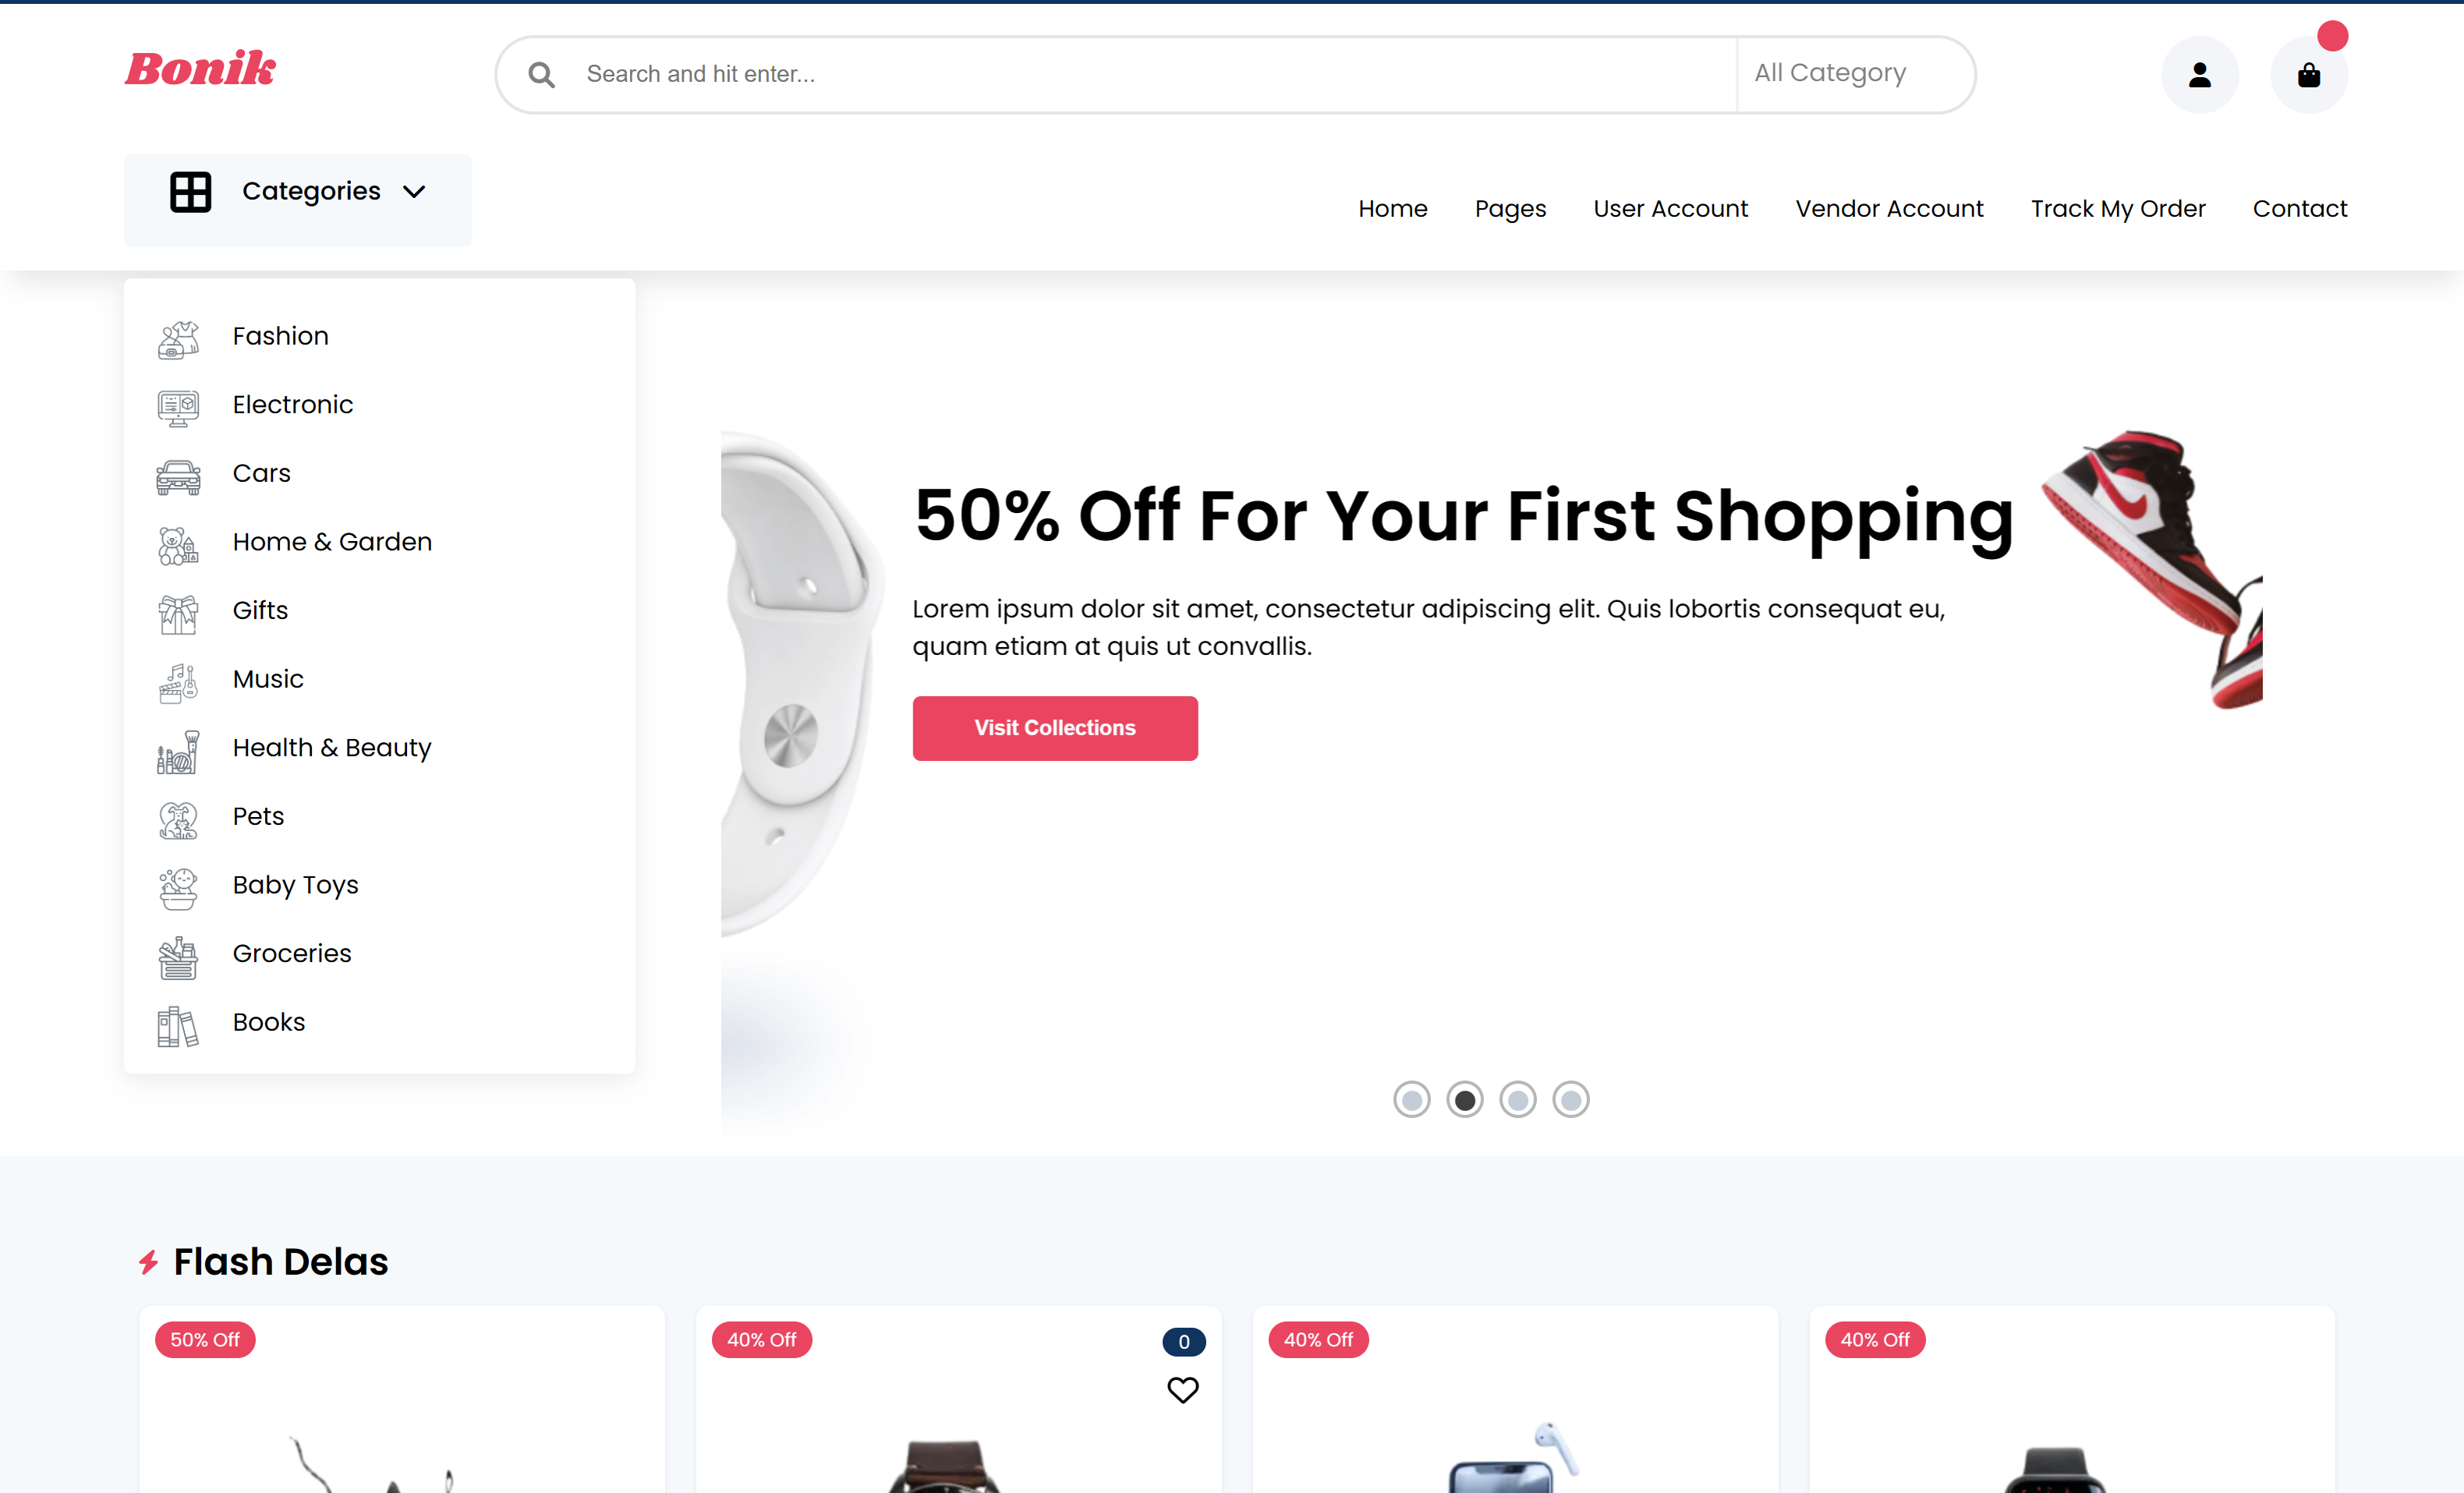 Bonik
Search and hit enter...
All Category
Categories
Home Pages User Account Vendor Account Track My Order Contact
Fashion
Electronic
Cars
Home & Garden
Gifts
Music
Health & Beauty
Pets
Baby Toys
Groceries
Books
50% Off For Your First Shopping
Lorem ipsum dolor sit amet, consectetur adipiscing elit. Quis lobortis consequat eu,
quam etiam at quis ut convallis.
Visit Collections
Flash Delas
50% Off
40% Off
0
40% Off
40% Off